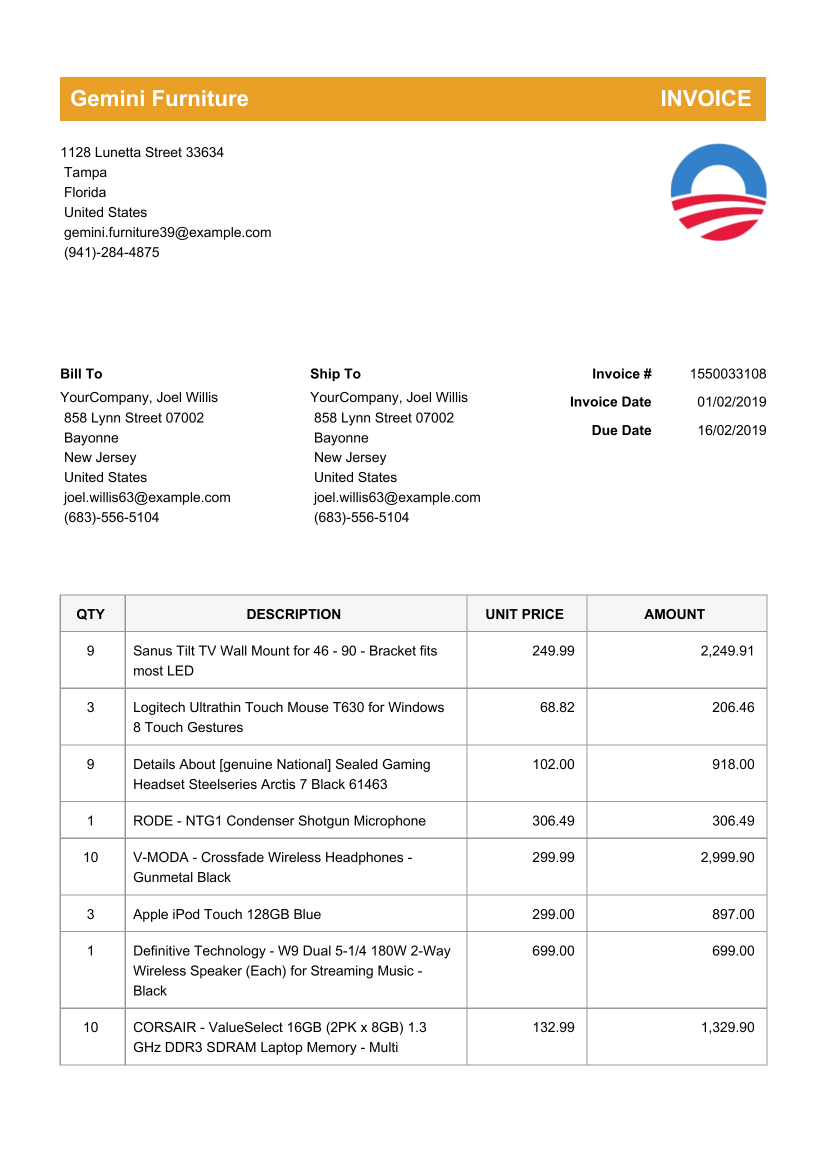 Gemini Furniture INVOICE
1128 Lunetta Street 33634
Tampa
Florida
United States
gemini.furniture39@example.com
(941)-284-4875
Bill To
YourCompany, Joel Willis
858 Lynn Street 07002
Bayonne
New Jersey
United States
joel.willis63@example.com
(683)-556-5104
Ship To
YourCompany, Joel Willis
858 Lynn Street 07002
Bayonne
New Jersey
United States
joel.willis63@example.com
(683)-556-5104
Invoice # 1550033108
Invoice Date 01/02/2019
Due Date 16/02/2019
QTY DESCRIPTION UNIT PRICE AMOUNT
9 Sanus Tilt TV Wall Mount for 46 - 90 - Bracket fits 249.99 2,249.91
most LED
3 Logitech Ultrathin Touch Mouse T630 for Windows 68.82 206.46
8 Touch Gestures
9 Details About [genuine National] Sealed Gaming 102.00 918.00
Headset Steelseries Arctis 7 Black 61463
1 RODE - NTG1 Condenser Shotgun Microphone 306.49 306.49
10 V-MODA - Crossfade Wireless Headphones - 299.99 2,999.90
Gunmetal Black
3 Apple iPod Touch 128GB Blue 299.00 897.00
1 Definitive Technology - W9 Dual 5-1/4 180W 2-Way 699.00 699.00
Wireless Speaker (Each) for Streaming Music -
Black
10 CORSAIR - ValueSelect 16GB (2PK x 8GB) 1.3 132.99 1,329.90
GHz DDR3 SDRAM Laptop Memory - Multi